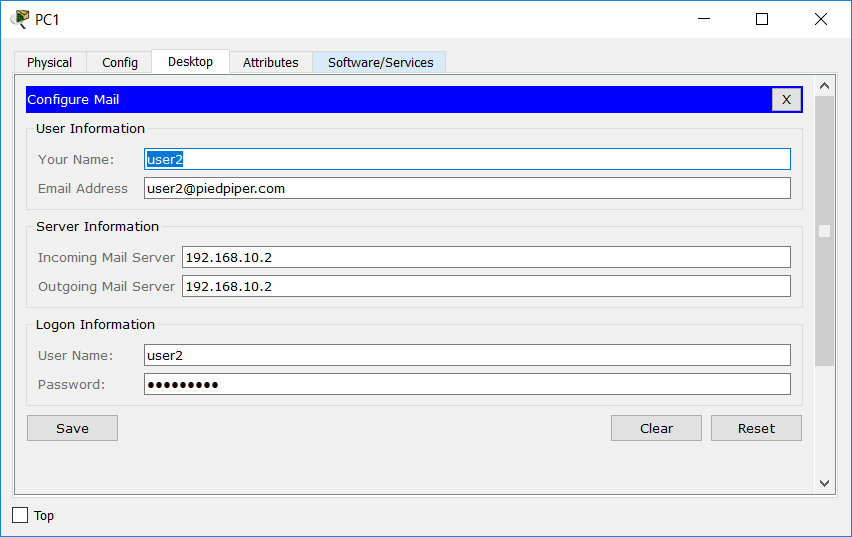 PC1
Physical Config Desktop Attributes Software/Services
Configure Mail X
User Information
Your Name: user2
Email Address user2@piedpiper.com
Server Information
Incoming Mail Server 192.168.10.2
Outgoing Mail Server 192.168.10.2
Logon Information
User Name: user2
Password: ●●●●●●●●●
Save Clear Reset
Top